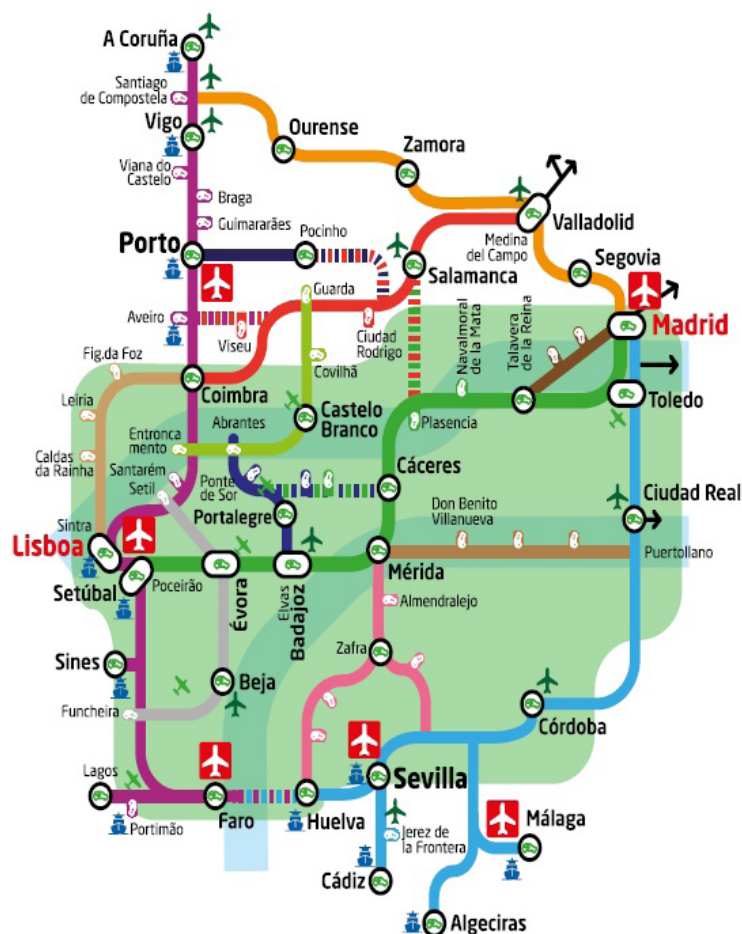 A Coruña
Santiago
de Compostela
Vigo
Ourense
Zamora
Viana do
Castelo
Braga
Guimararães
Valladolid
Porto
Pocinho
Medina
del Campo
Segovia
Salamanca
Guarda
Madrid
Aveiro
Viseu
Ciudad
Rodrigo
Navalmoral
de la Mata
Talavera
de la Reina
Fig.da Foz
Coimbra
Covilhã
Leiria
Castelo
Branco
Plasencia
Toledo
Abrantes
Entronca
mento
Caldas
da Rainha
Santarém
Setil
Ponte
de Sor
Cáceres
Portalegre
Don Benito
Villanueva
Ciudad Real
Sintra
Lisboa
Mérida
Puertollano
Setúbal
Poceirão
Évora
Elvas
Badajoz
Almendralejo
Zafra
Sines
Beja
Funcheira
Córdoba
Lagos
Sevilla
Portimão
Faro
Huelva
Málaga
Jerez de
la Frontera
Cádiz
Algeciras